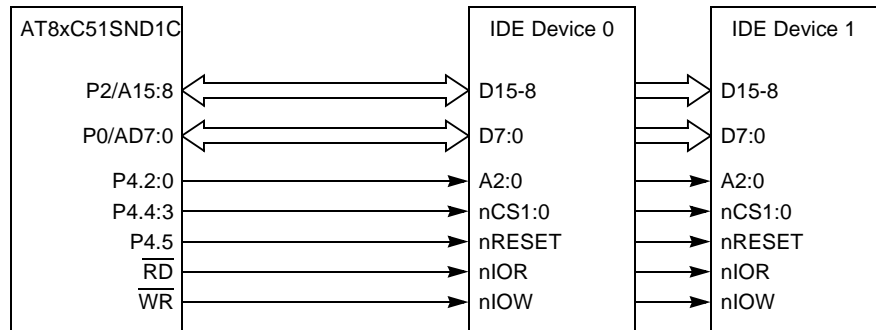 AT8xC51SND1C IDE Device 0 IDE Device 1
P2/A15:8 D15-8 D15-8
P0/AD7:0 D7:0 D7:0
P4.2:0 A2:0 A2:0
P4.4:3 nCS1:0 nCS1:0
P4.5 nRESET nRESET
RD nIOR nIOR
WR nIOW nIOW